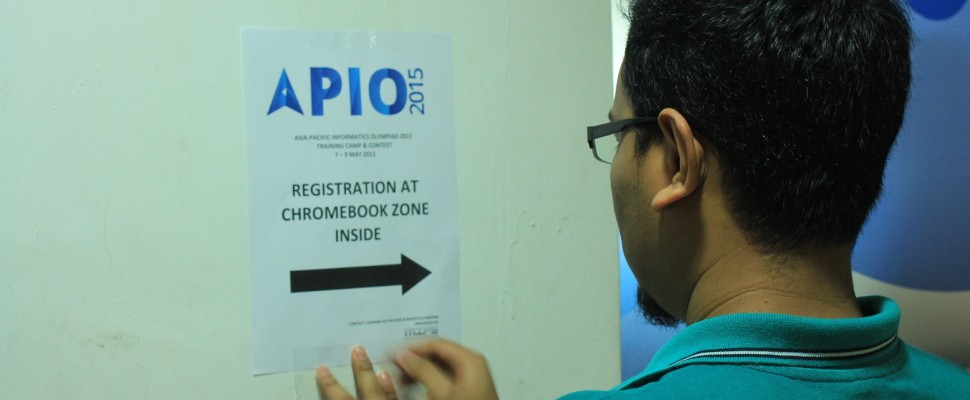 APIO 2015
ASIA-PACIFIC INFORMATICS OLYMPIAD 2015
TRAINING CAMP & CONTEST
7 – 9 MAY 2015
REGISTRATION AT
CHROMEBOOK ZONE
INSIDE